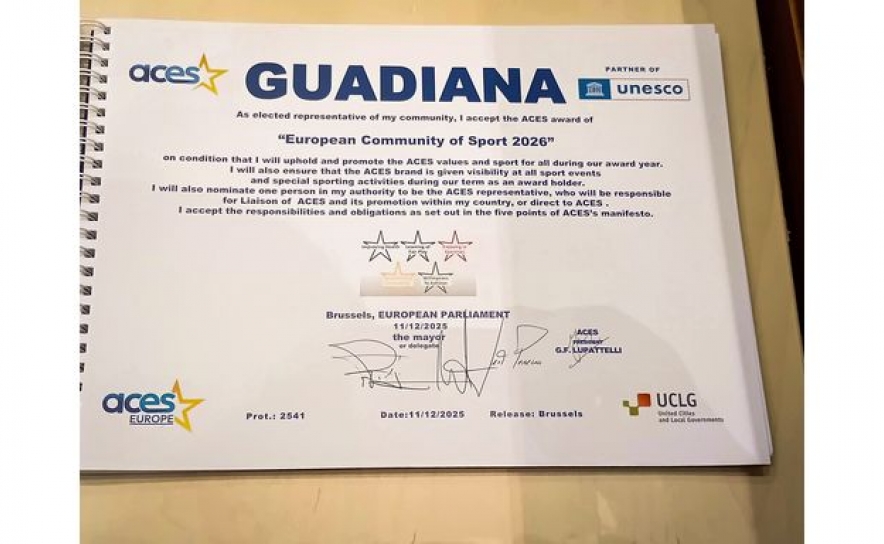 aces
GUADIANA
PARTNER OF
unesco
As elected representative of my community, I accept the ACES award of
“European Community of Sport 2026”
on condition that I will uphold and promote the ACES values and sport for all during our award year.
I will also ensure that the ACES brand is given visibility at all sport events
and special sporting activities during our term as an award holder.
I will also nominate one person in my authority to be the ACES representative, who will be responsible
for Liaison of ACES and its promotion within my country, or direct to ACES .
I accept the responsibilities and obligations as set out in the five points of ACES's manifesto.
Brussels, EUROPEAN PARLIAMENT
11/12/2025
the mayor
or delegate
ACES
PRESIDENT
G.F. LUPATTELLI
aces
EUROPE
Prot.: 2541
Date:11/12/2025
Release: Brussels
UCLG
United Cities
and Local Governments